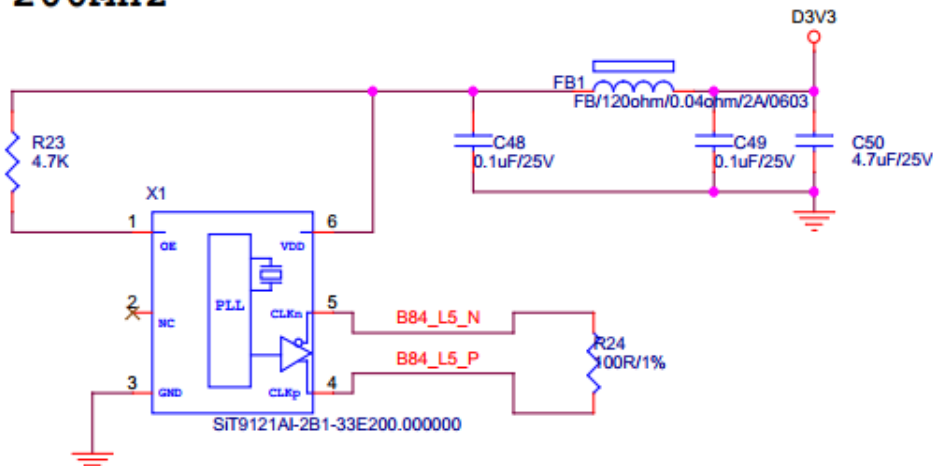 200MHz
D3V3
FB1
FB/120ohm/0.04ohm/2A/0603
R23
4.7K
C48
0.1uF/25V
C49
0.1uF/25V
C50
4.7uF/25V
X1
1
OE
6
VDD
2
NC
PLL
5
CLKn
B84_L5_N
R24
100R/1%
B84_L5_P
3
GND
4
CLKp
SiT9121AI-2B1-33E200.000000